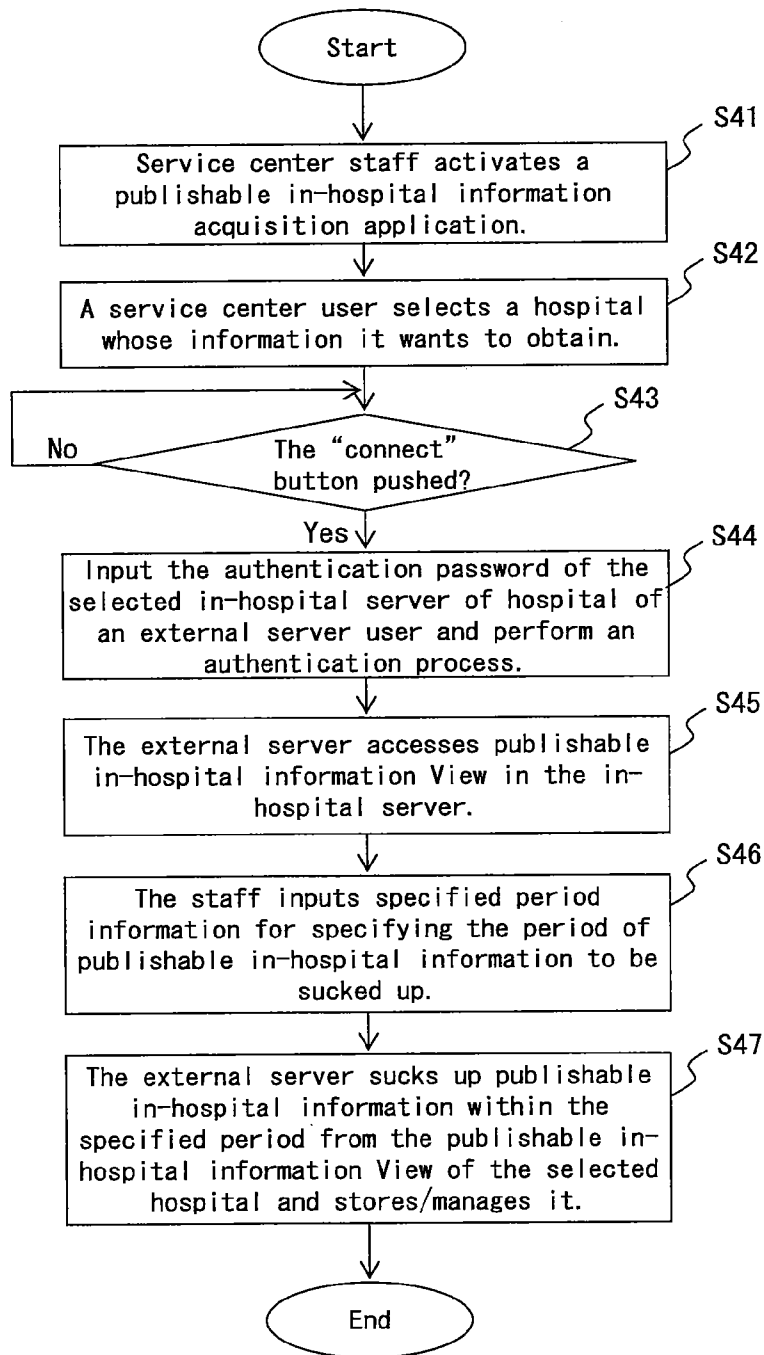 Start
S41
Service center staff activates a
publishable in-hospital information
acquisition application.
S42
A service center user selects a hospital
whose information it wants to obtain.
S43
No
The “connect”
button pushed?
Yes
S44
Input the authentication password of the
selected in-hospital server of hospital of
an external server user and perform an
authentication process.
S45
The external server accesses publishable
in-hospital information View in the in-
hospital server.
S46
The staff inputs specified period
information for specifying the period of
publishable in-hospital information to be
sucked up.
S47
The external server sucks up publishable
in-hospital information within the
specified period from the publishable in-
hospital information View of the selected
hospital and stores/manages it.
End